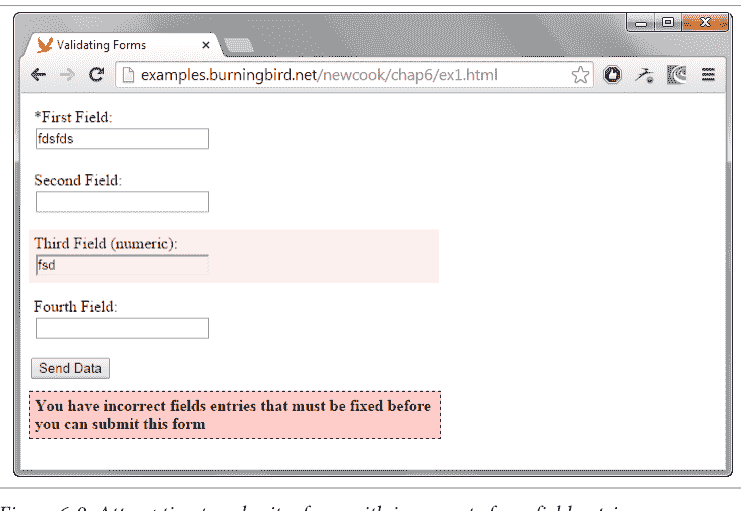 Validating Forms
examples.burningbird.net/newcook/chap6/ex1.html
*First Field:
fdsfds
Second Field:
Third Field (numeric):
fsd
Fourth Field:
Send Data
You have incorrect fields entries that must be fixed before
you can submit this form